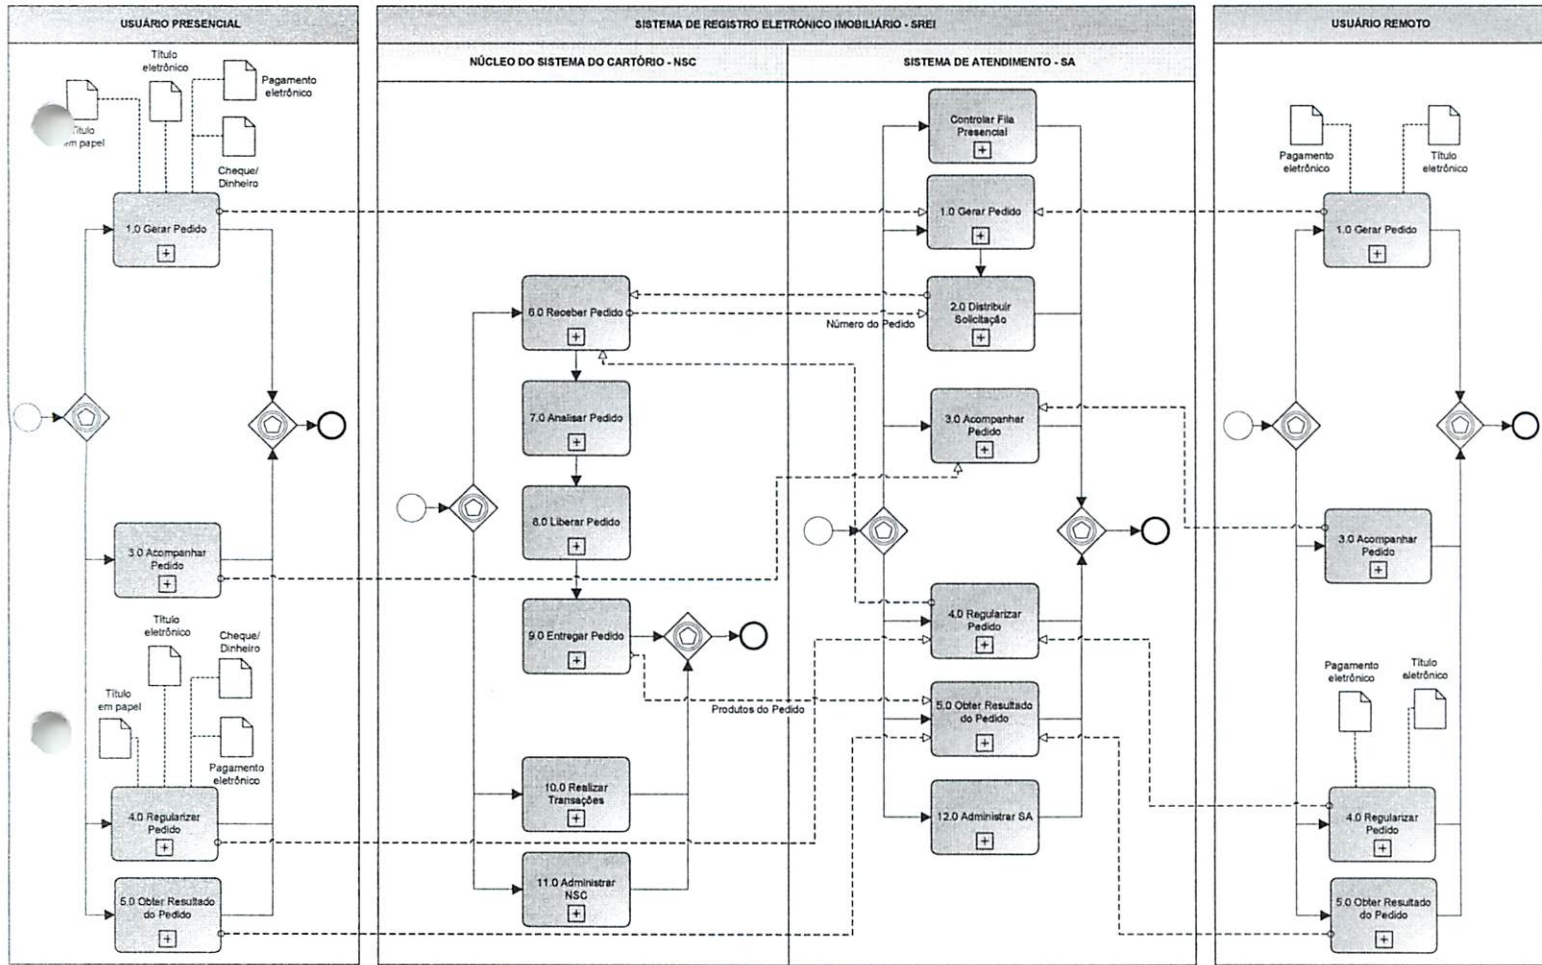 USUÁRIO PRESENCIAL
Título
eletrônico
Pagamento
eletrônico
Título
em papel
Cheque/
Dinheiro
1.0 Gerar Pedido
3.0 Acompanhar
Pedido
Título
eletrônico
Cheque/
Dinheiro
Título
em papel
Pagamento
eletrônico
4.0 Regularizar
Pedido
5.0 Obter Resultado
do Pedido
SISTEMA DE REGISTRO ELETRÔNICO IMOBILIÁRIO - SREI
NÚCLEO DO SISTEMA DO CARTÓRIO - NSC
6.0 Receber Pedido
7.0 Analisar Pedido
8.0 Liberar Pedido
9.0 Entregar Pedido
10.0 Realizar
Transações
11.0 Administrar
NSC
Número do Pedido
Produtos do Pedido
SISTEMA DE ATENDIMENTO - SA
Controlar Fila
Presencial
1.0 Gerar Pedido
2.0 Distribuir
Solicitação
3.0 Acompanhar
Pedido
4.0 Regularizar
Pedido
5.0 Obter Resultado
do Pedido
12.0 Administrar SA
USUÁRIO REMOTO
Pagamento
eletrônico
Título
eletrônico
1.0 Gerar Pedido
3.0 Acompanhar
Pedido
Pagamento
eletrônico
Título
eletrônico
4.0 Regularizar
Pedido
5.0 Obter Resultado
do Pedido